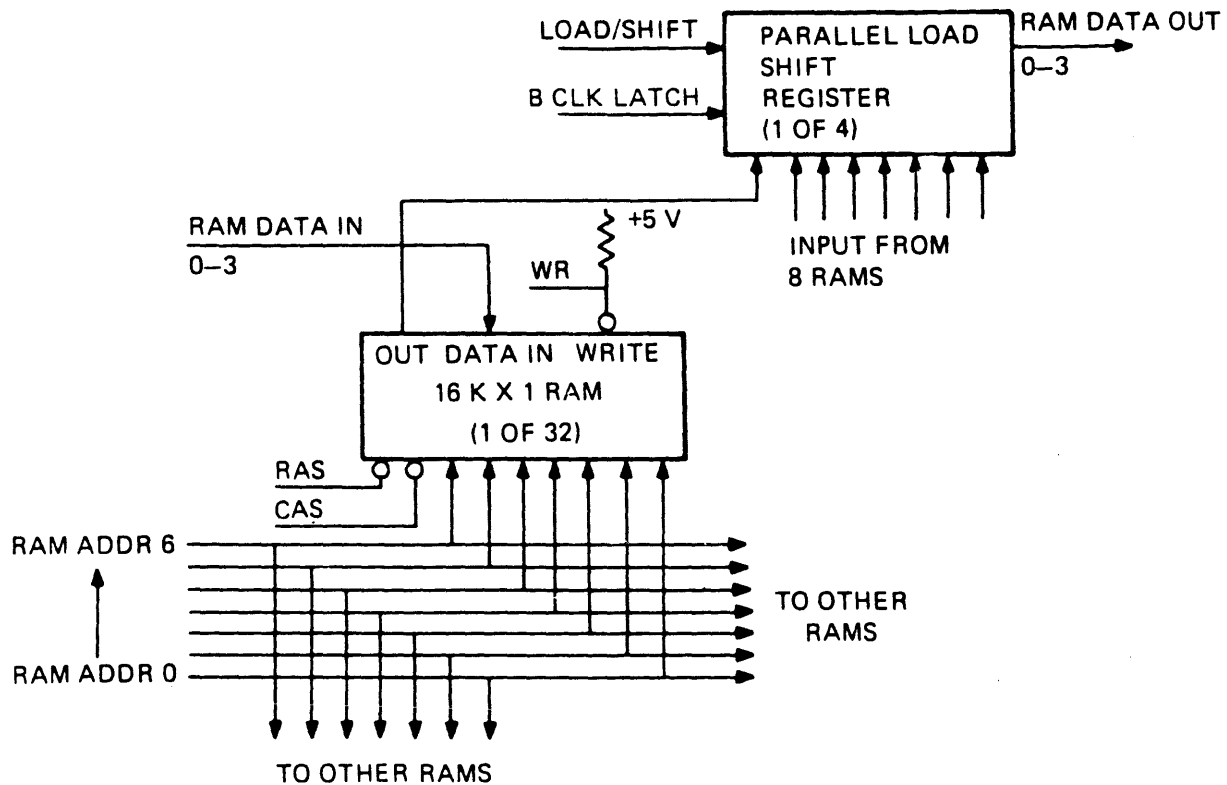 LOAD/SHIFT
B CLK LATCH
PARALLEL LOAD
SHIFT
REGISTER
(1 OF 4)
RAM DATA OUT
0–3
INPUT FROM
8 RAMS
RAM DATA IN
0–3
+5 V
WR
OUT DATA IN WRITE
16 K X 1 RAM
(1 OF 32)
RAS
CAS
RAM ADDR 6
RAM ADDR 0
TO OTHER
RAMS
TO OTHER RAMS